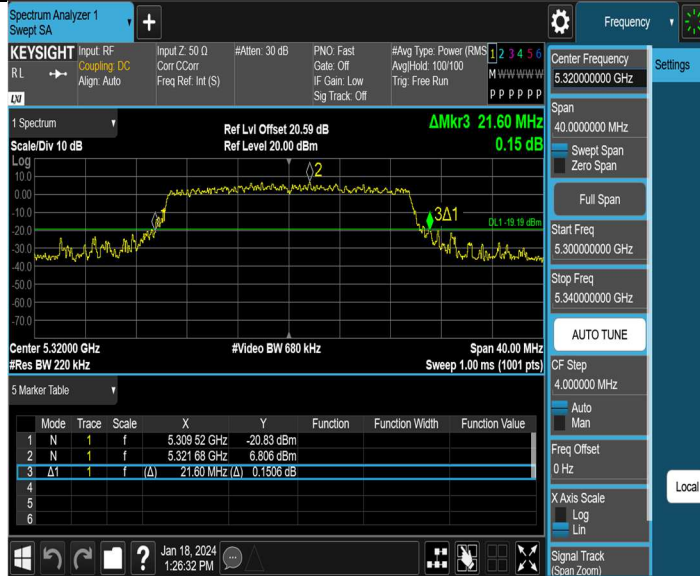 Spectrum Analyzer 1
Swept SA
+
Frequency
KEYSIGHT
RL
LXI
Input: RF
Coupling: DC
Align: Auto
Input Z: 50 Ω
Corr CCorr
Freq Ref: Int (S)
#Atten: 30 dB
PNO: Fast
Gate: Off
IF Gain: Low
Sig Track: Off
#Avg Type: Power (RMS
Avg|Hold: 100/100
Trig: Free Run
1 2 3 4 5 6
M W W W W W
P P P P P P
1 Spectrum
Scale/Div 10 dB
Ref Lvl Offset 20.59 dB
Ref Level 20.00 dBm
ΔMkr3 21.60 MHz
0.15 dB
Log
10.0
0.00
-10.0
-20.0
-30.0
-40.0
-50.0
-60.0
-70.0
1
2
3Δ1
DL1 -19.19 dBm
Center 5.32000 GHz
#Video BW 680 kHz
Span 40.00 MHz
#Res BW 220 kHz
Sweep 1.00 ms (1001 pts)
5 Marker Table
Mode Trace Scale X Y Function Function Width Function Value
1 N 1 f 5.309 52 GHz -20.83 dBm
2 N 1 f 5.321 68 GHz 6.806 dBm
3 Δ1 1 f (Δ) 21.60 MHz (Δ) 0.1506 dB
4
5
6
?
Jan 18, 2024
1:26:32 PM
Center Frequency
5.320000000 GHz
Settings
Span
40.0000000 MHz
Swept Span
Zero Span
Full Span
Start Freq
5.300000000 GHz
Stop Freq
5.340000000 GHz
AUTO TUNE
CF Step
4.000000 MHz
Auto
Man
Freq Offset
0 Hz
Local
X Axis Scale
Log
Lin
Signal Track
(Span Zoom)